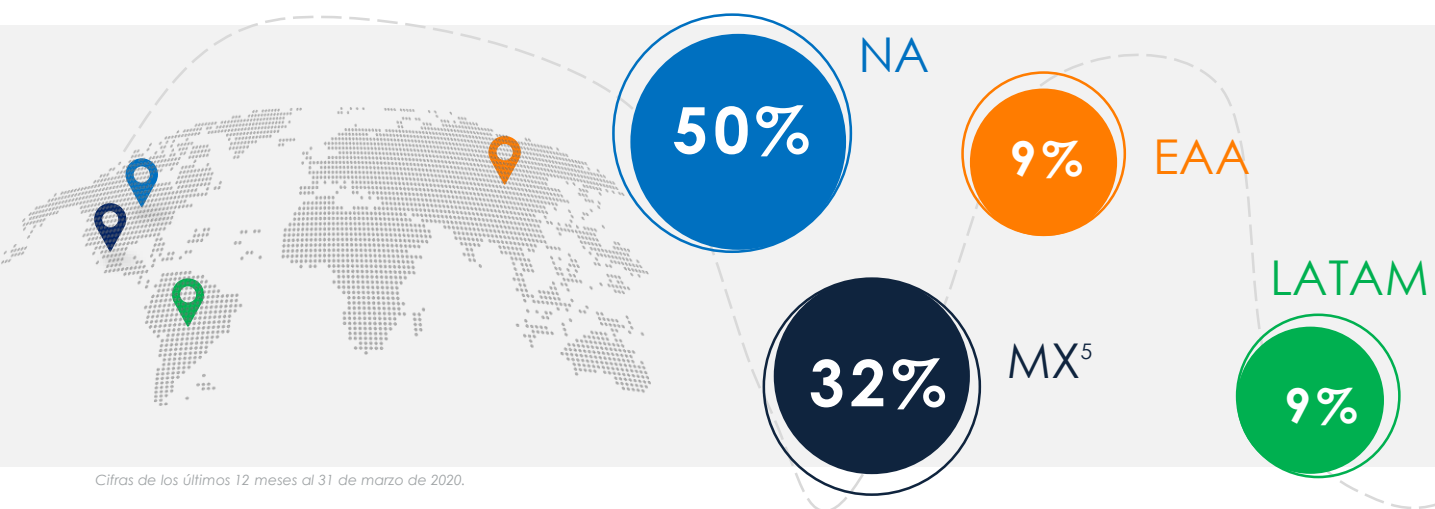 NA
50%
EAA
9%
LATAM
MX⁵
32%
9%
Cifras de los últimos 12 meses al 31 de marzo de 2020.